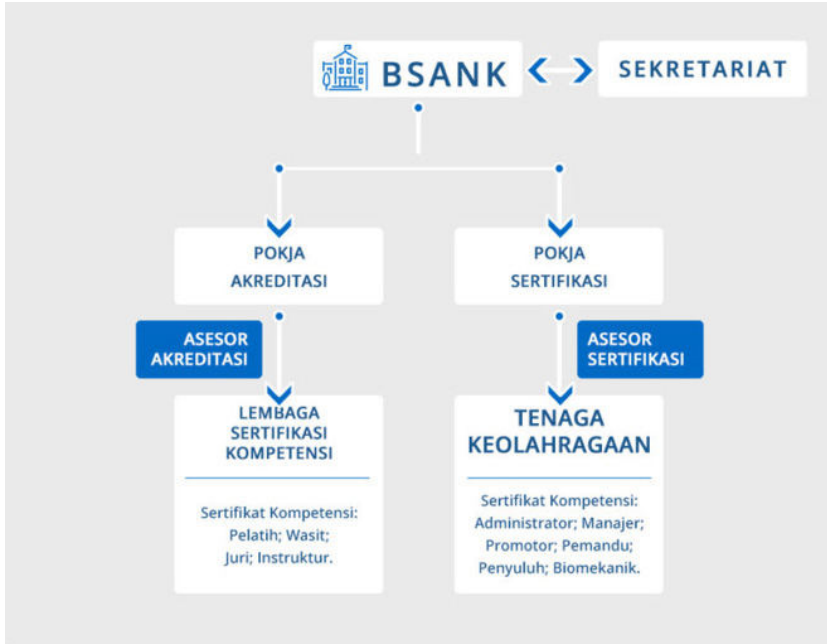 BSANK
SEKRETARIAT
POKJA
AKREDITASI
POKJA
SERTIFIKASI
ASESOR
AKREDITASI
ASESOR
SERTIFIKASI
LEMBAGA
SERTIFIKASI
KOMPETENSI
Sertifikat Kompetensi:
Pelatih; Wasit;
Juri; Instruktur.
TENAGA
KEOLAHRAGAAN
Sertifikat Kompetensi:
Administrator; Manajer;
Promotor; Pemandu;
Penyuluh; Biomekanik.